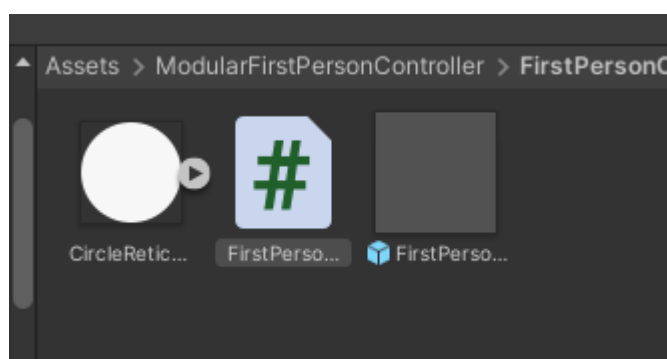 Assets > ModularFirstPersonController > FirstPersonC
#
CircleRetic... FirstPerso... FirstPerso...